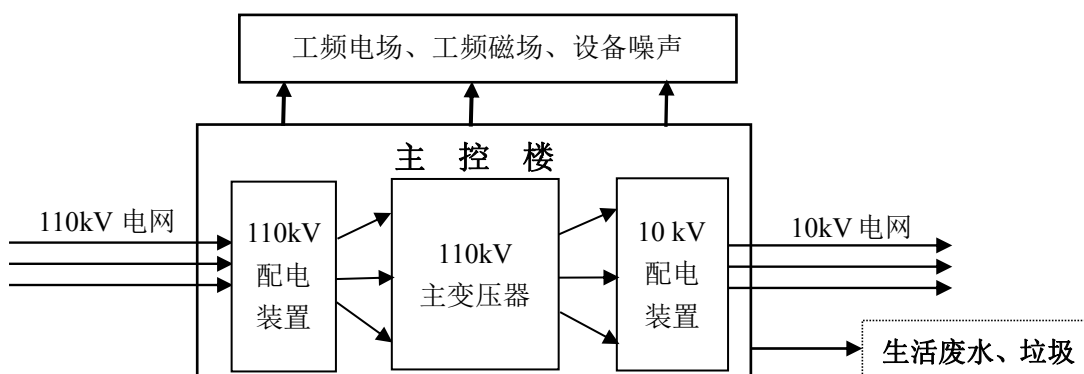 工频电场、工频磁场、设备噪声
主 控 楼
110kV 电网
110kV
配电
装置
110kV
主变压器
10 kV
配电
装置
10kV 电网
生活废水、垃圾